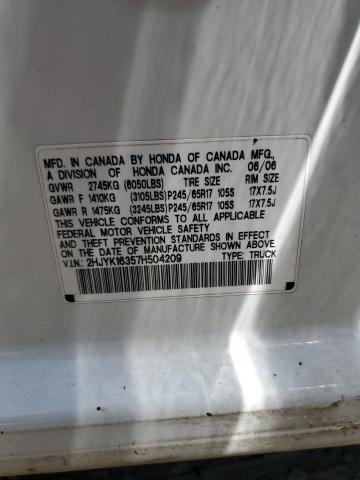 MFD. IN CANADA BY HONDA OF CANADA MFG.,
A DIVISION OF HONDA CANADA INC. 06/06
GVWR 2745KG (6050LBS) TIRE SIZE RIM SIZE
GAWR F 1410KG (3105LBS) P245/65R17 105S 17X7.5J
GAWR R 1475KG (3245LBS) P245/65R17 105S 17X7.5J
THIS VEHICLE CONFORMS TO ALL APPLICABLE
FEDERAL MOTOR VEHICLE SAFETY
AND THEFT PREVENTION STANDARDS IN EFFECT
ON THE DATE OF MANUFACTURE SHOWN ABOVE.
V.I.N.: 2HJYK16357H504209 TYPE: TRUCK